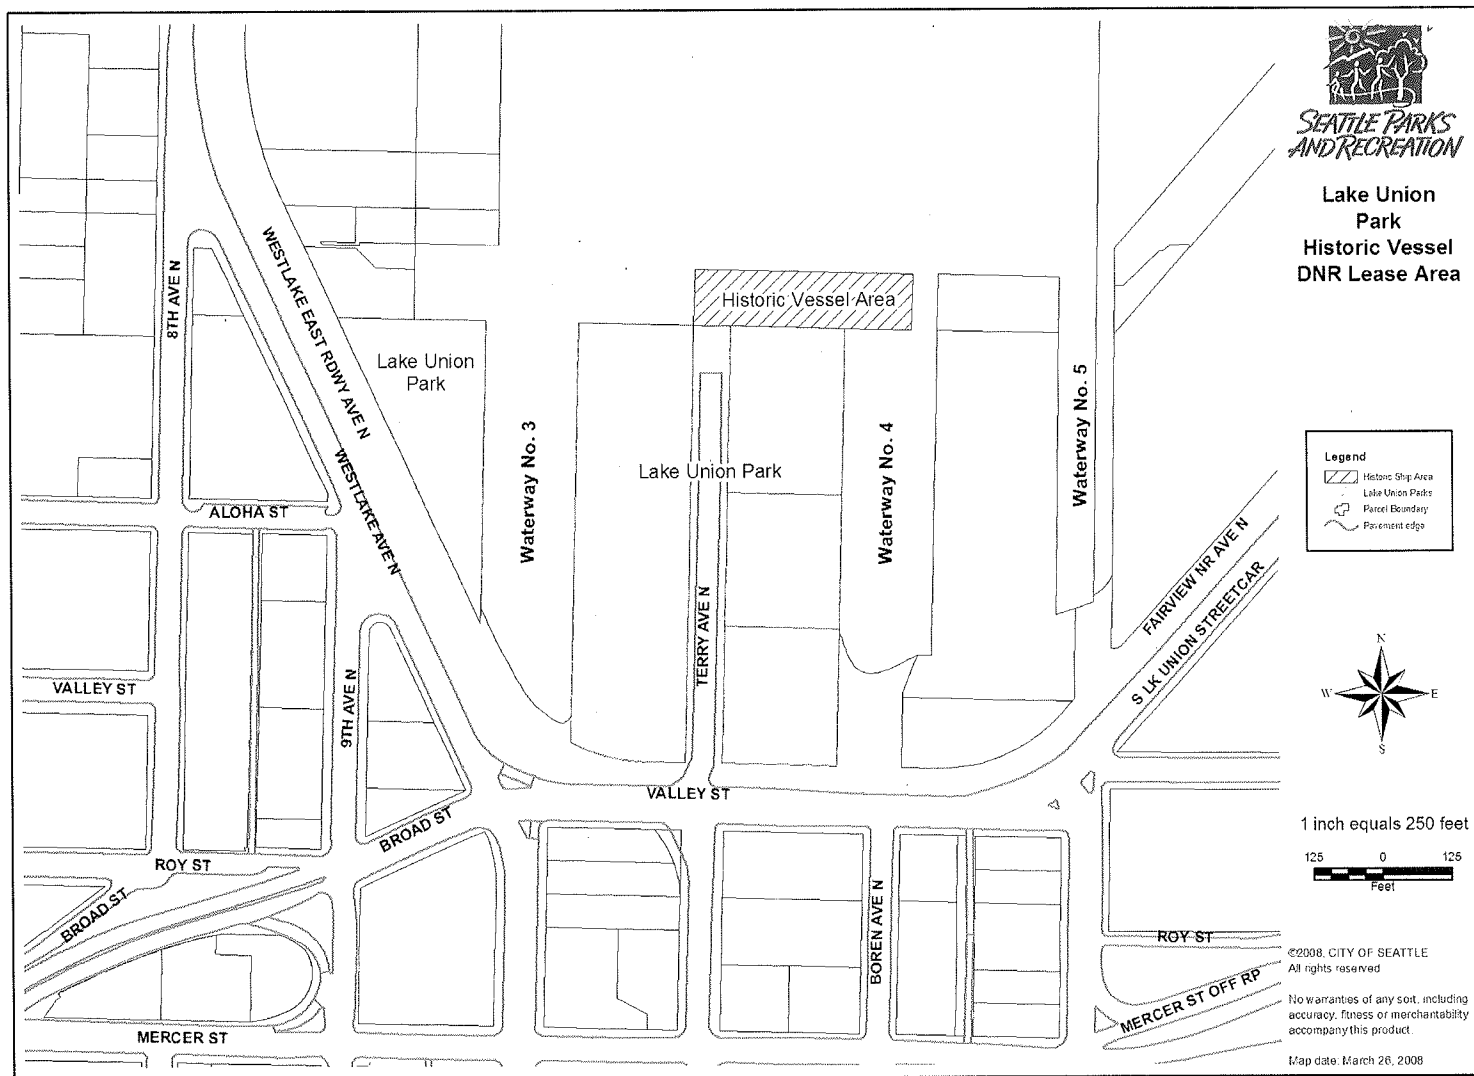 SEATTLE PARKS
AND RECREATION
Lake Union
Park
Historic Vessel
DNR Lease Area
8TH AVE N
WESTLAKE EAST RDWY AVE N
Historic Vessel Area
Lake Union
Park
Waterway No. 3
Lake Union Park
Waterway No. 4
Waterway No. 5
Legend
Historic Ship Area
Lake Union Parks
Parcel Boundary
Pavement edge
WESTLAKE AVE N
ALOHA ST
FAIRVIEW NR AVE N
S LK UNION STREETCAR
TERRY AVE N
VALLEY ST
9TH AVE N
N
W
E
S
VALLEY ST
BROAD ST
1 inch equals 250 feet
125 0 125
Feet
ROY ST
BROAD ST
BOREN AVE N
ROY ST
MERCER ST OFF RP
MERCER ST
©2008, CITY OF SEATTLE
All rights reserved
No warranties of any sort, including
accuracy, fitness or merchantability
accompany this product.
Map date: March 26, 2008